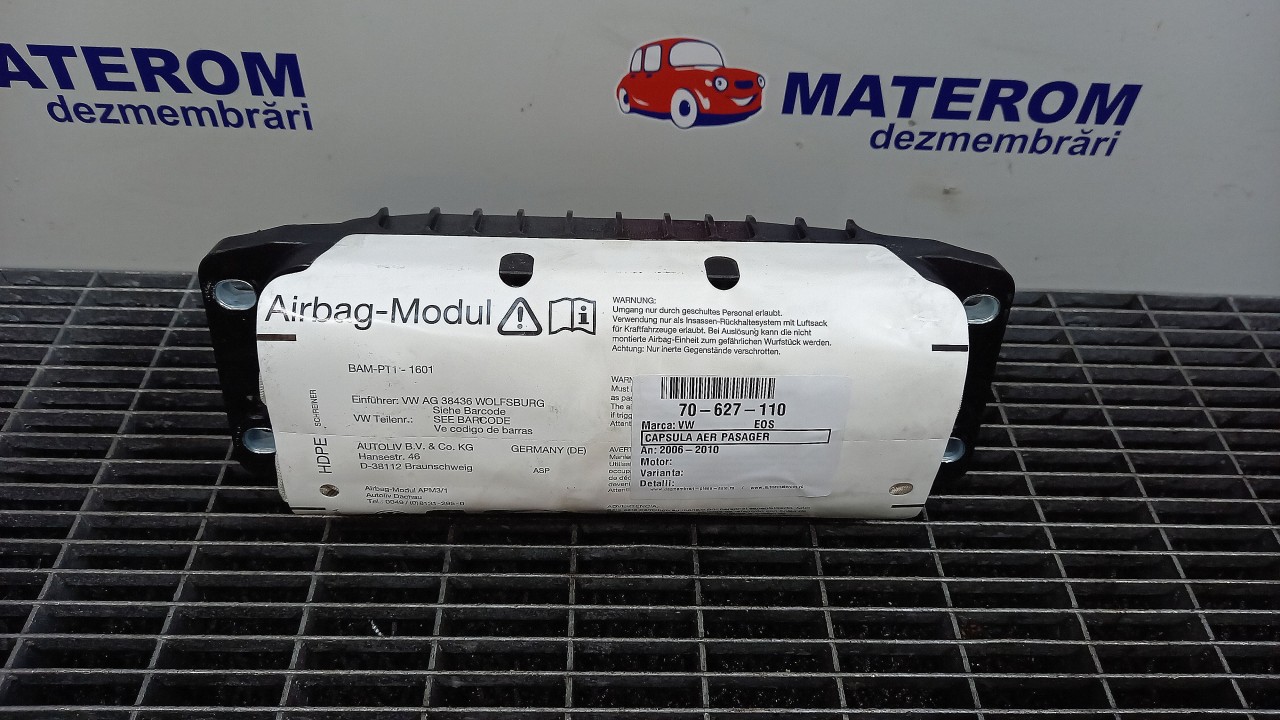 MATEROM
dezmembrări
MATEROM
dezmembrări
Airbag-Modul
WARNUNG:
Umgang nur durch geschultes Personal erlaubt.
Verwendung nur als Insassen-Rückhaltesystem mit Luftsack
für Kraftfahrzeuge erlaubt. Bei Auslösung kann die nicht
montierte Airbag-Einheit zum gefährlichen Wurfstück werden.
Achtung: Nur inerte Gegenstände verschrotten.
BAM-PT1 - 1601
Einführer: VW AG 38436 WOLFSBURG
Siehe Barcode
VW Teilenr.: SEE BARCODE
Ve codigo de barras
AUTOLIV B.V. & Co. KG GERMANY (DE)
Hansestr. 46
D-38112 Braunschweig ASP
Airbag-Modul APM3/1
Autoliv Dachau
HDPE
SCHREINER
Must
if trig
70-627-110
Marca: VW EOS
CAPSULA AER PASAGER
An: 2006-2010
Motor:
Varianta:
Detalii: